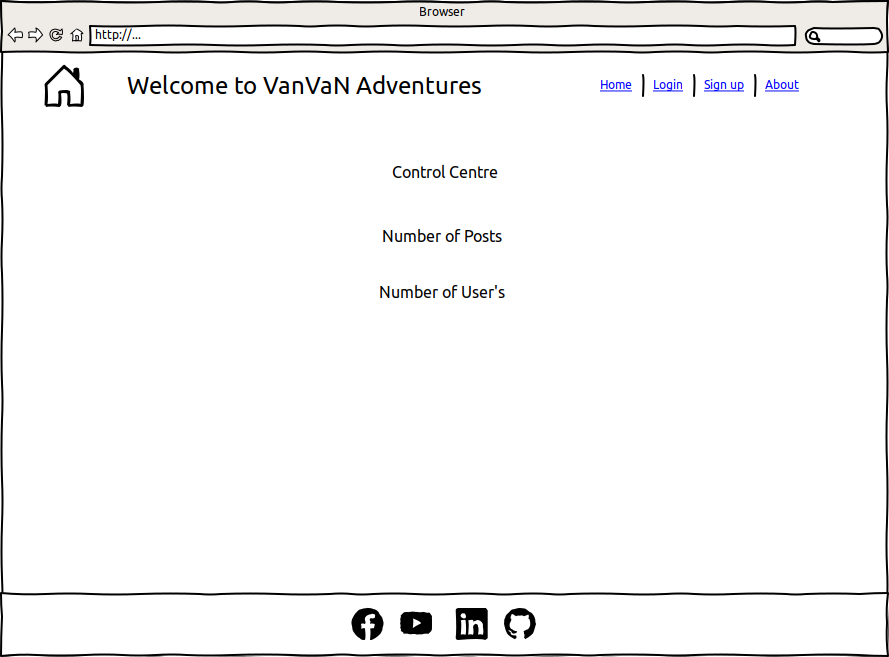 Browser
http://...
Welcome to VanVaN Adventures
Home Login Sign up About
Control Centre
Number of Posts
Number of User's
in